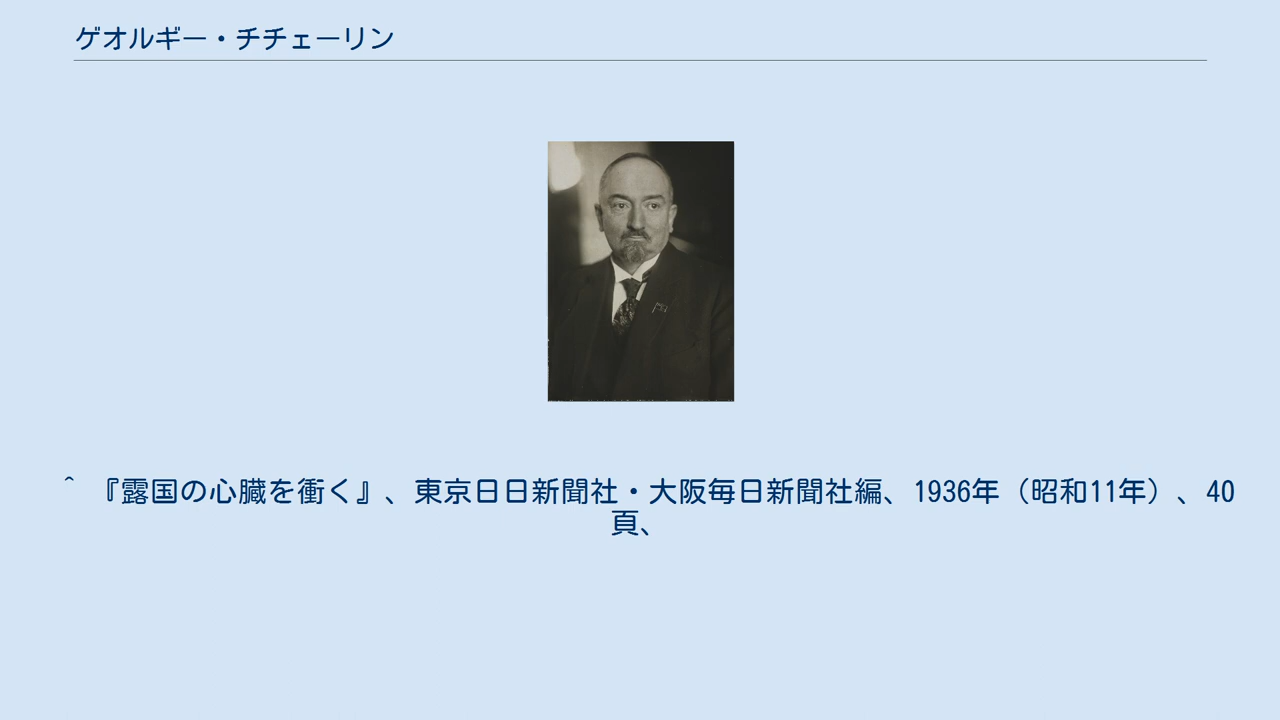 ゲオルギー・チチェーリン
^ 『露国の心臓を衝く』、東京日日新聞社・大阪毎日新聞社編、1936年（昭和11年）、40
頁、